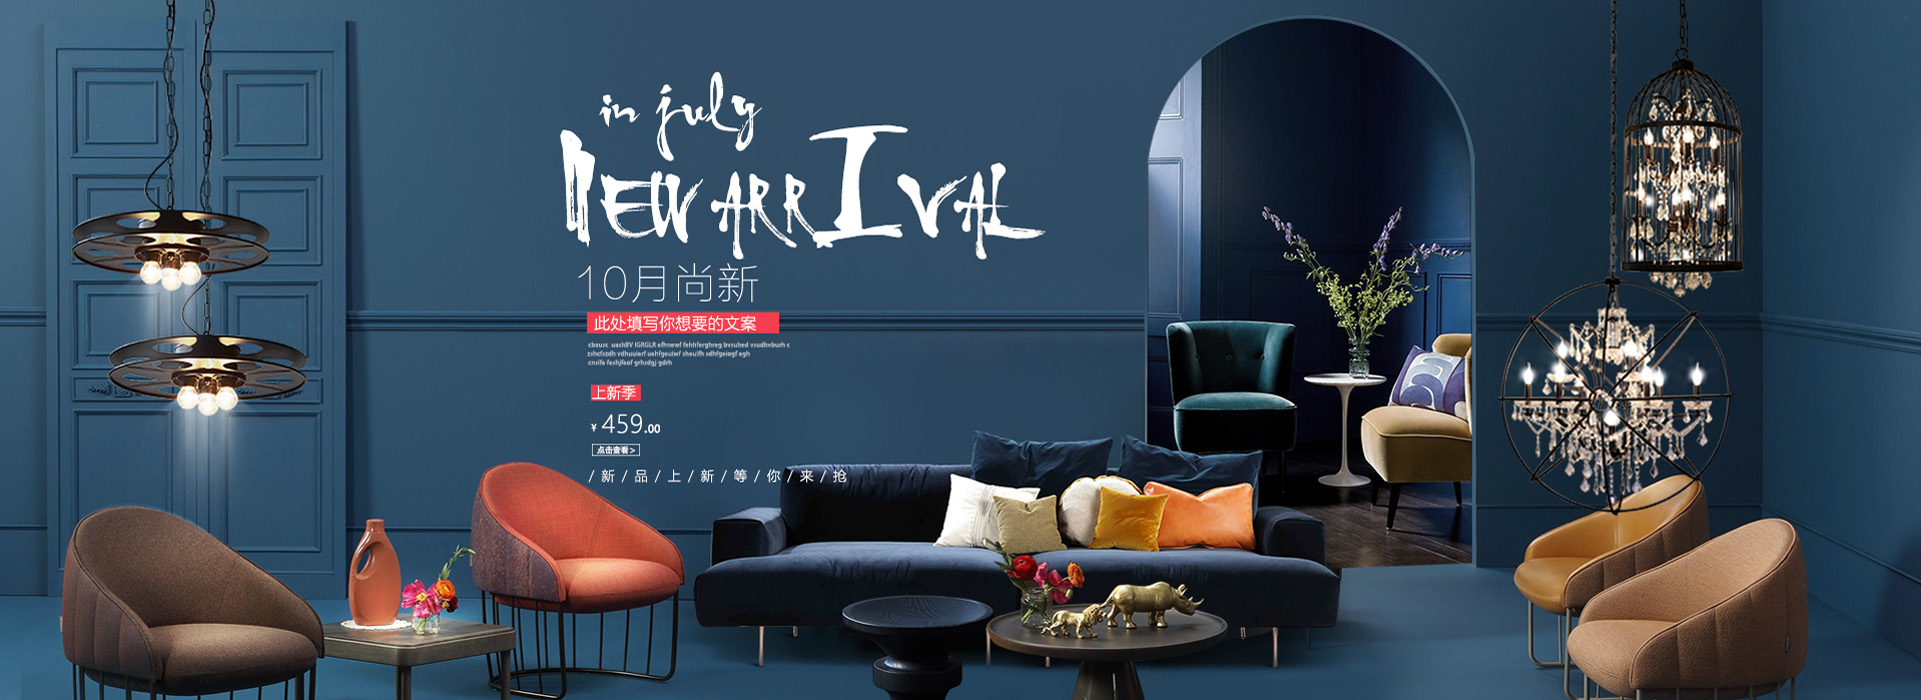 in july
NEW ARRIVAL
10月尚新
此处填写你想要的文案
上新季
¥ 459.00
点击查看 >
/ 新 / 品 / 上 / 新 / 等 / 你 / 来 / 抢